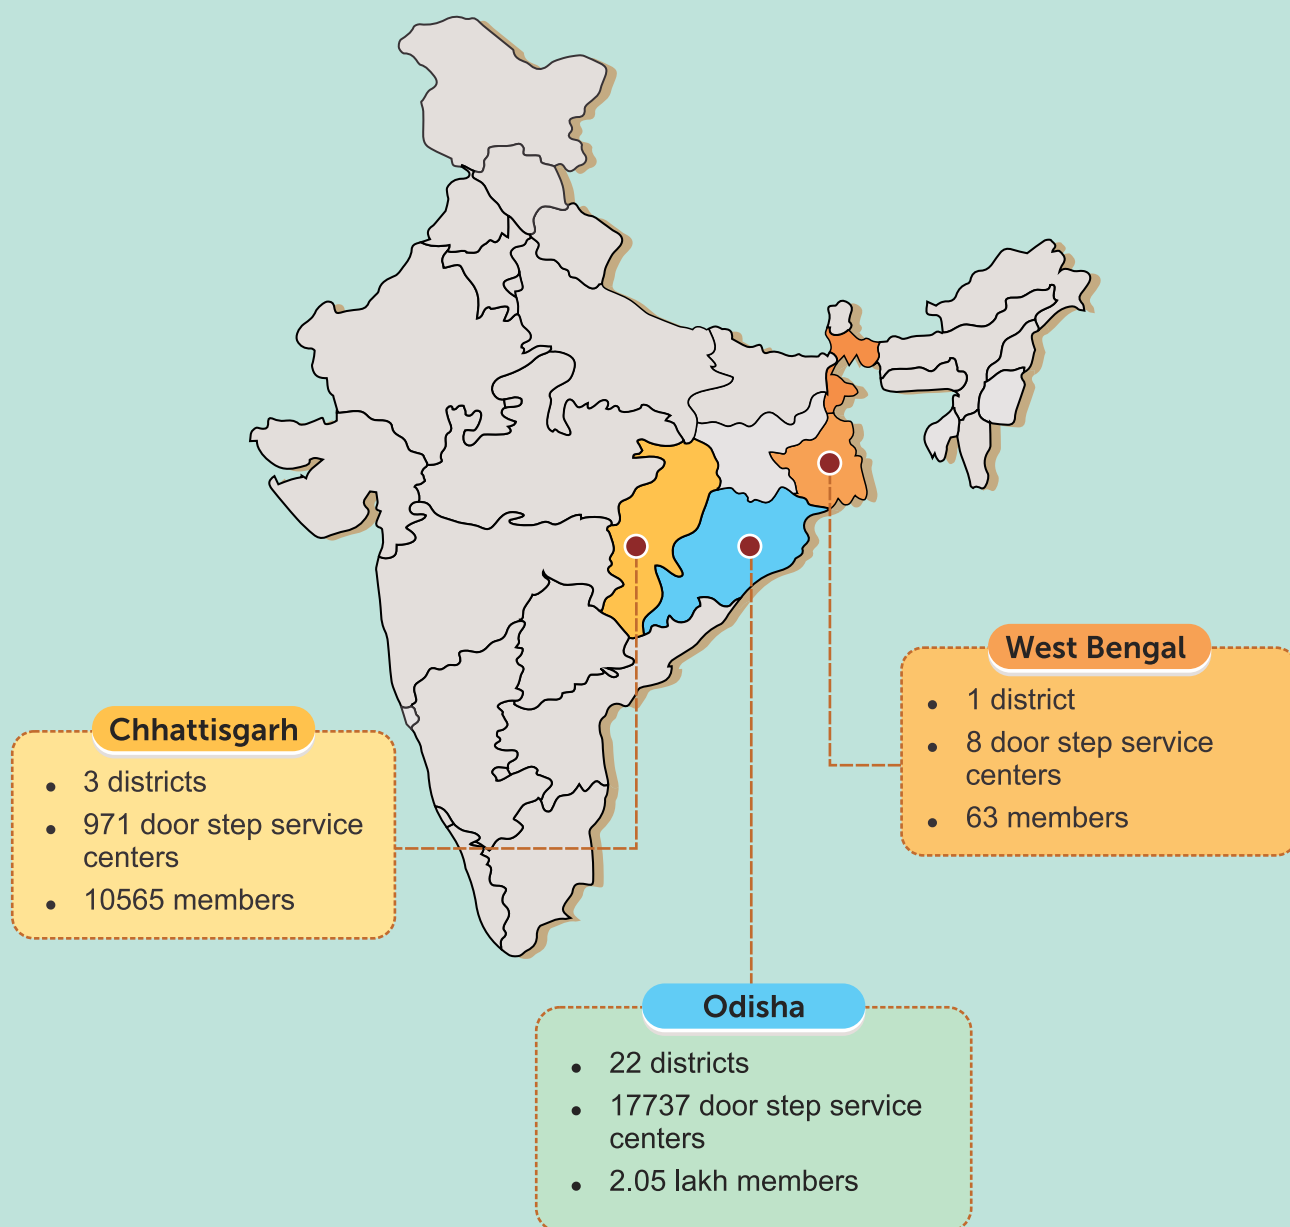 West Bengal
• 1 district
• 8 door step service
centers
• 63 members
Chhattisgarh
• 3 districts
• 971 door step service
centers
• 10565 members
Odisha
• 22 districts
• 17737 door step service
centers
• 2.05 lakh members